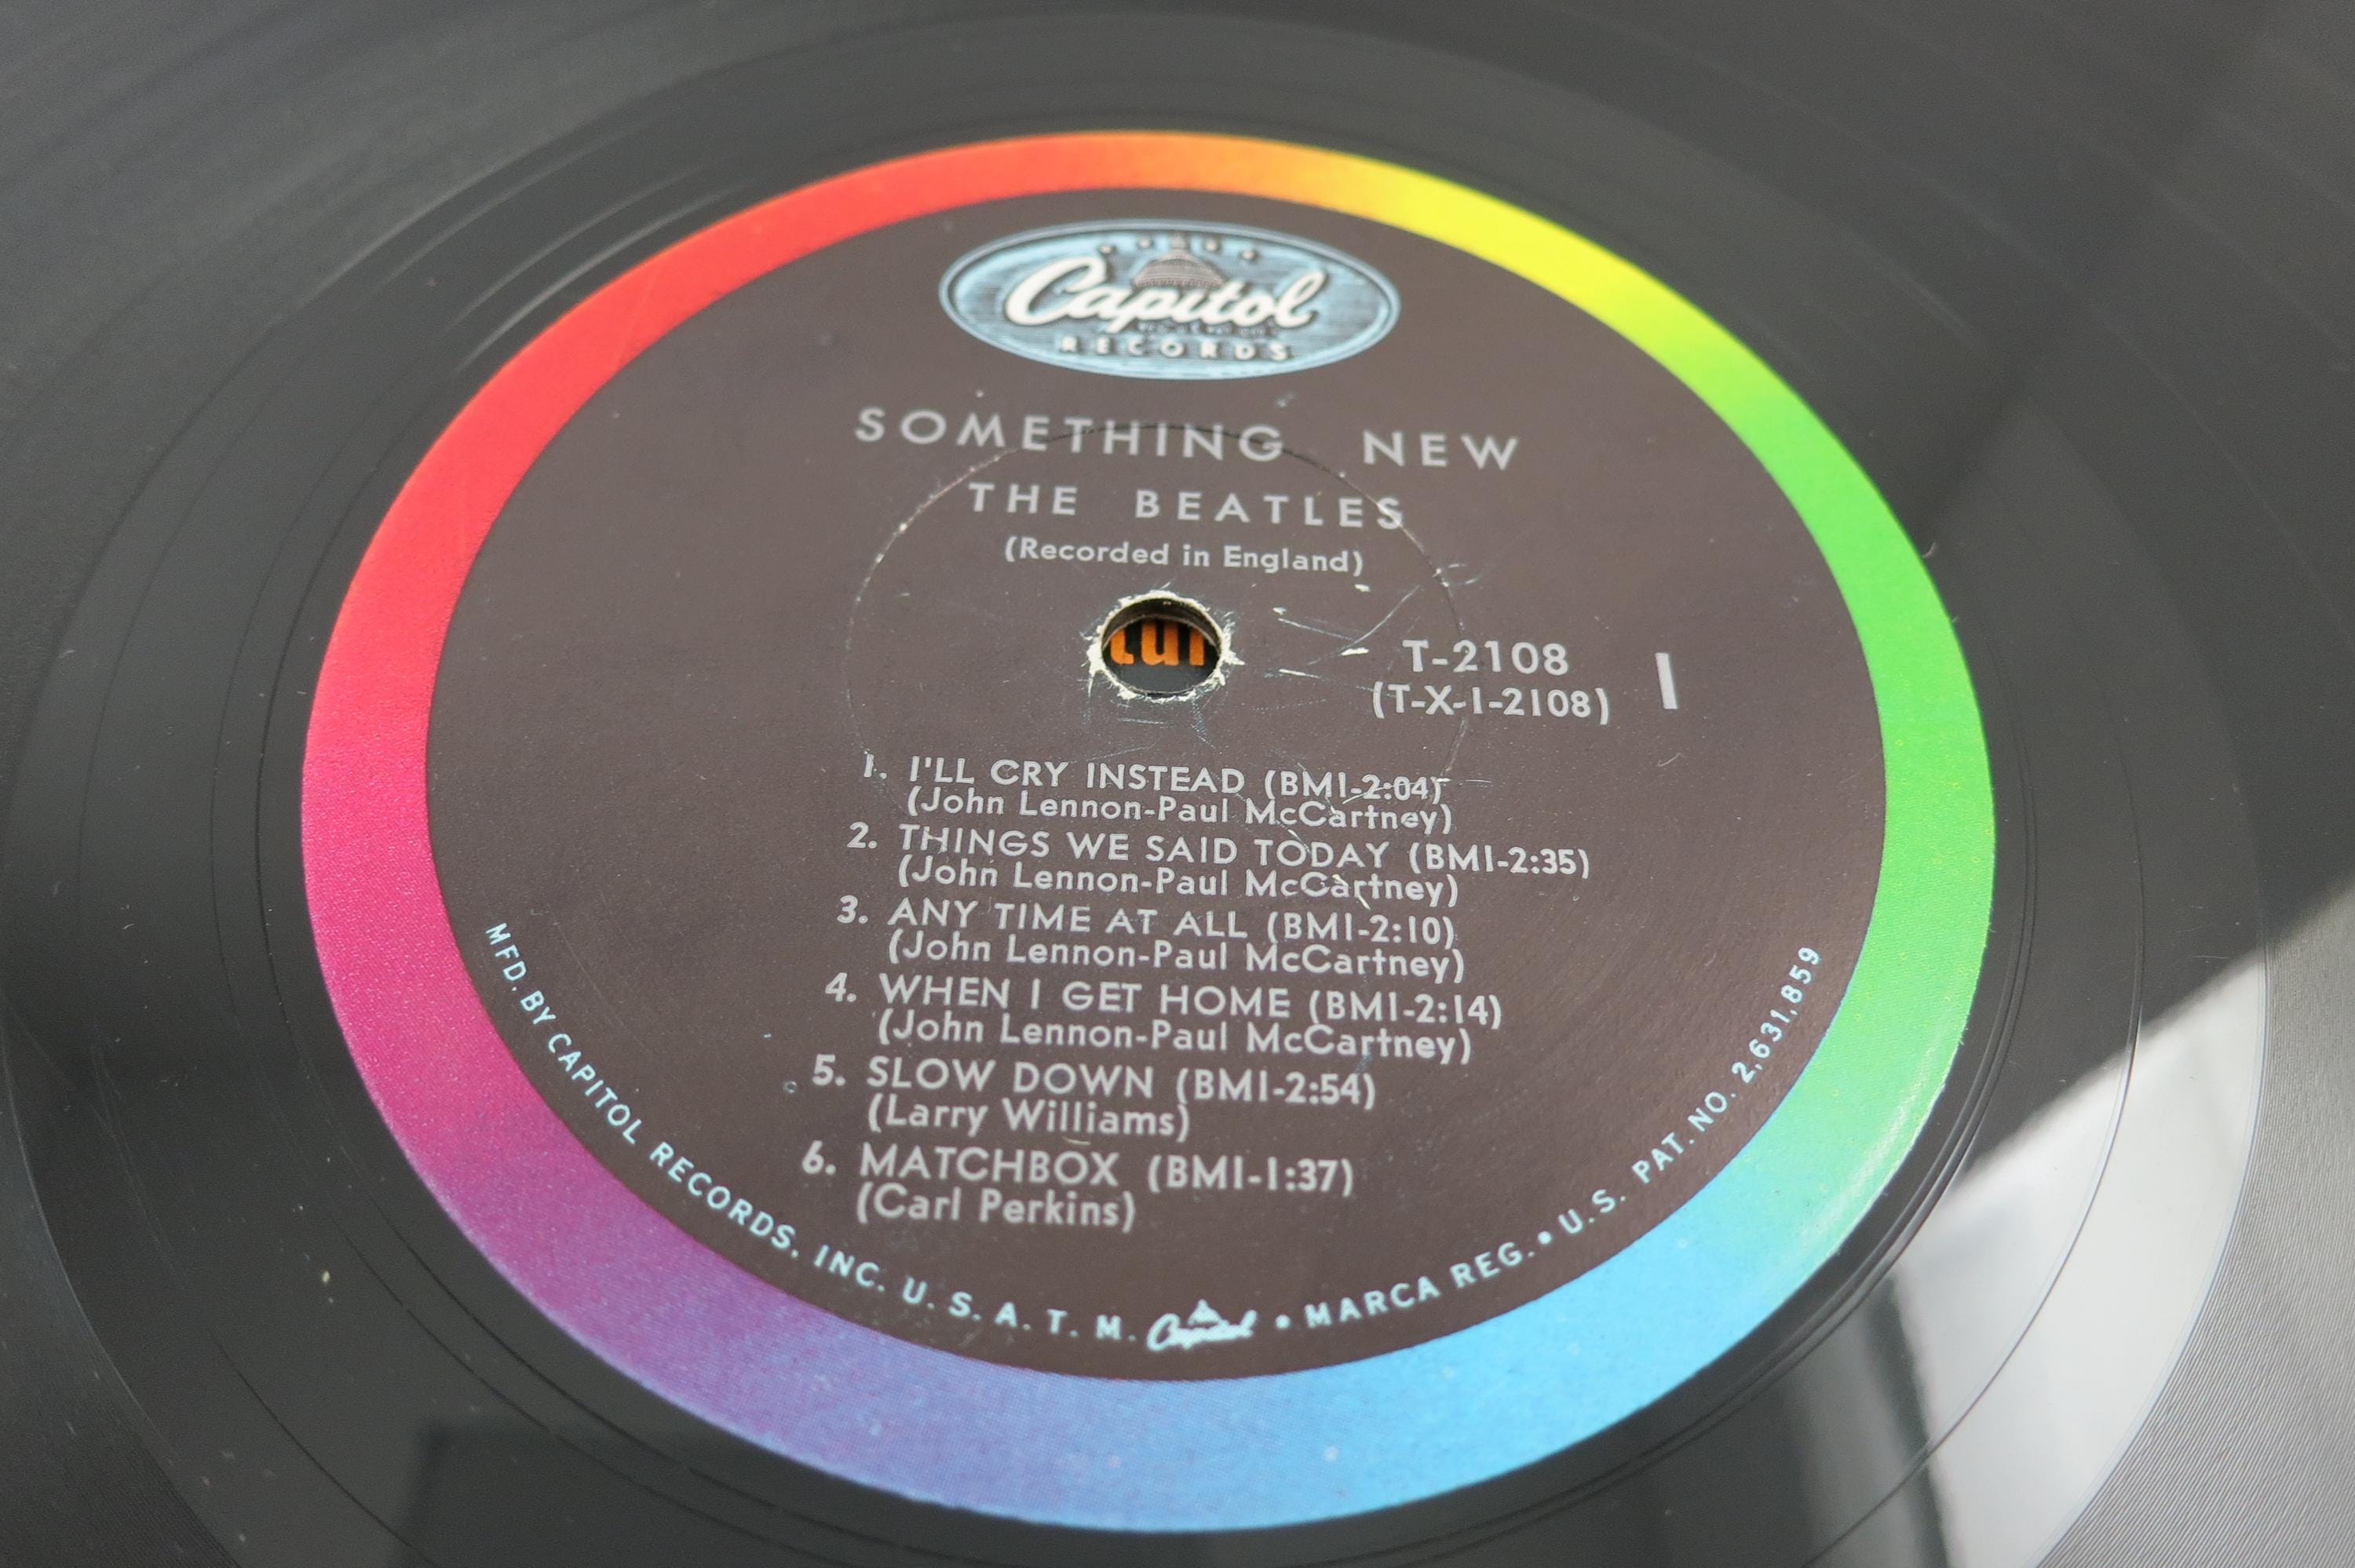 Capitol
RECORDS
SOMETHING NEW
THE BEATLES
(Recorded in England)
T-2108
(T-X-1-2108)
1
1. I'LL CRY INSTEAD (BMI-2:04)
(John Lennon-Paul McCartney)
2. THINGS WE SAID TODAY (BMI-2:35)
(John Lennon-Paul McCartney)
3. ANY TIME AT ALL (BMI-2:10)
(John Lennon-Paul McCartney)
4. WHEN I GET HOME (BMI-2:14)
(John Lennon-Paul McCartney)
5. SLOW DOWN (BMI-2:54)
(Larry Williams)
6. MATCHBOX (BMI-1:37)
(Carl Perkins)
MFD. BY CAPITOL RECORDS, INC. U. S. A. T. M. Capitol • MARCA REG. • U.S. PAT. NO. 2,631,859